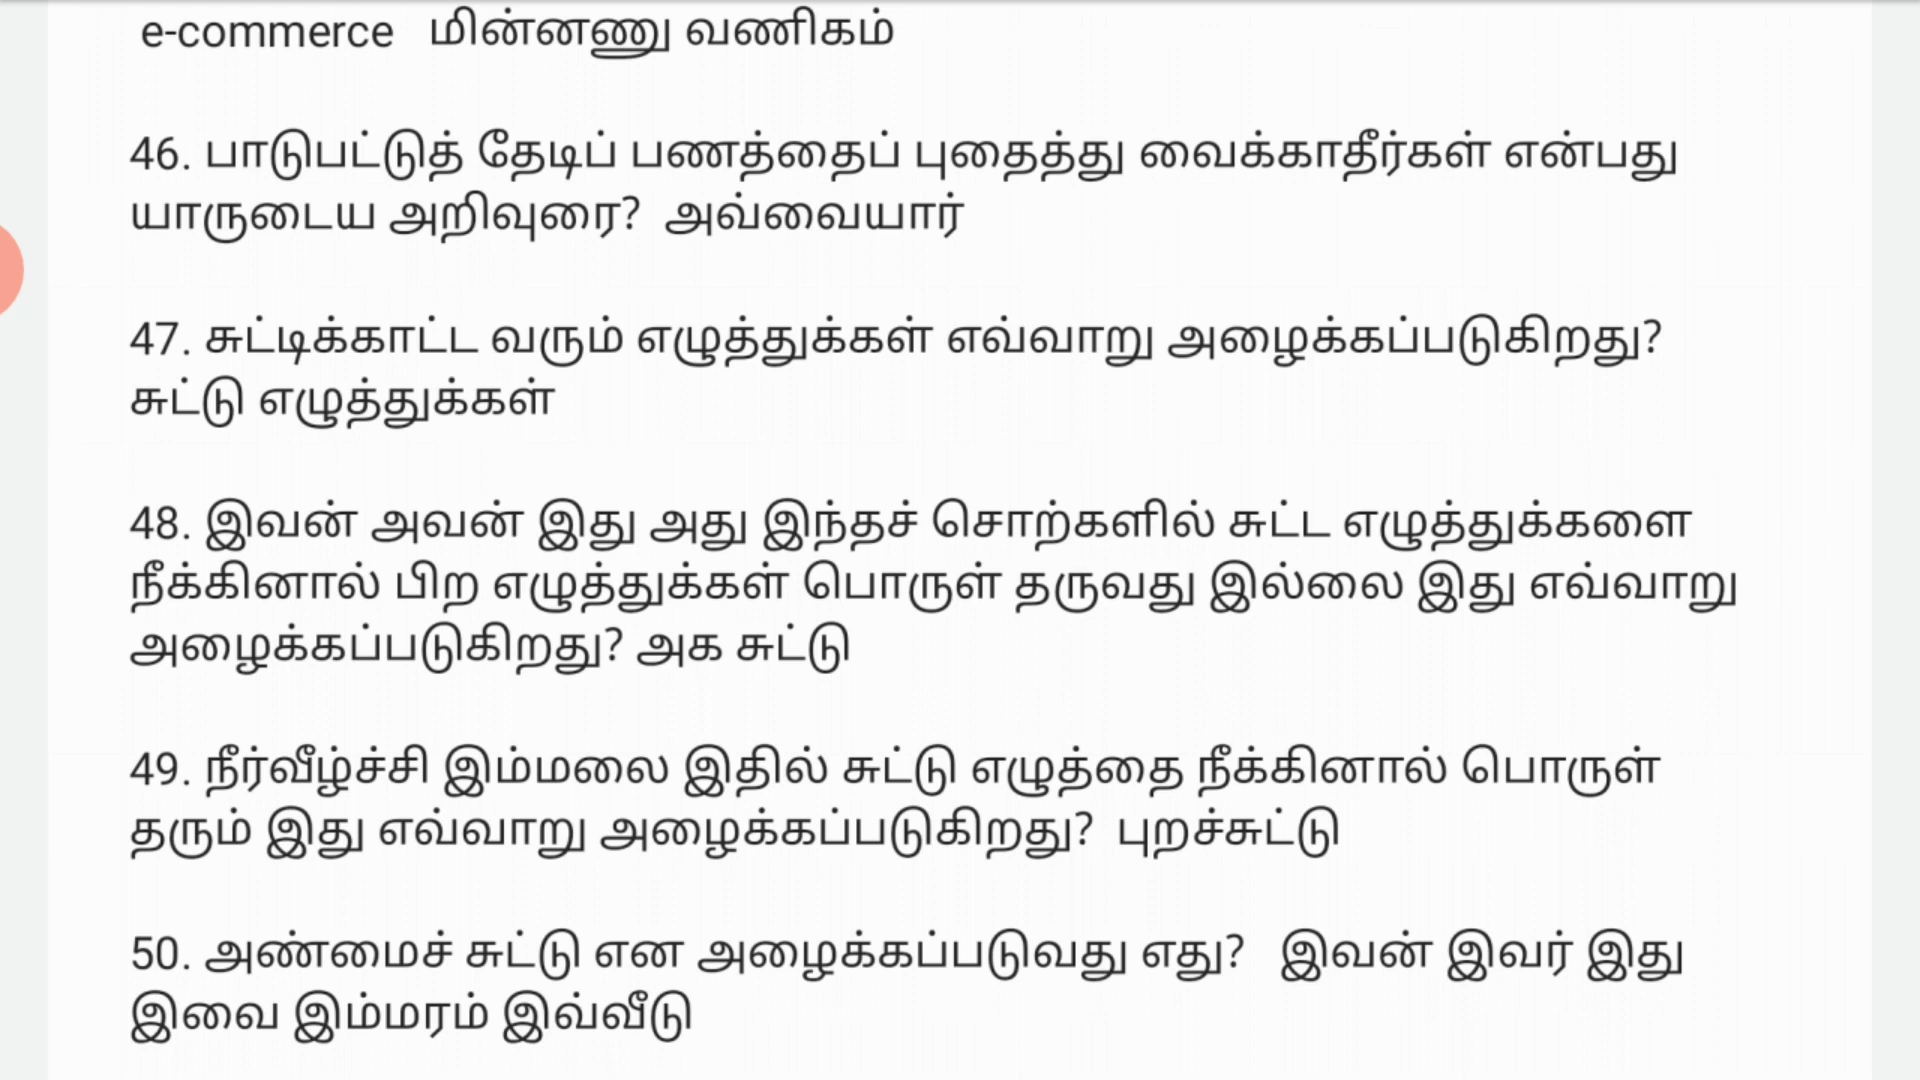 e-commerce மின்னணு வணிகம்
46. பாடுபட்டுத் தேடிப் பணத்தைப் புதைத்து வைக்காதீர்கள் என்பது
யாருடைய அறிவுரை? அவ்வையார்
47. சுட்டிக்காட்ட வரும் எழுத்துக்கள் எவ்வாறு அழைக்கப்படுகிறது?
சுட்டு எழுத்துக்கள்
48. இவன் அவன் இது அது இந்தச் சொற்களில் சுட்ட எழுத்துக்களை
நீக்கினால் பிற எழுத்துக்கள் பொருள் தருவது இல்லை இது எவ்வாறு
அழைக்கப்படுகிறது? அக சுட்டு
49. நீர்வீழ்ச்சி இம்மலை இதில் சுட்டு எழுத்தை நீக்கினால் பொருள்
தரும் இது எவ்வாறு அழைக்கப்படுகிறது? புறச்சுட்டு
50. அண்மைச் சுட்டு என அழைக்கப்படுவது எது? இவன் இவர் இது
இவை இம்மரம் இவ்வீடு